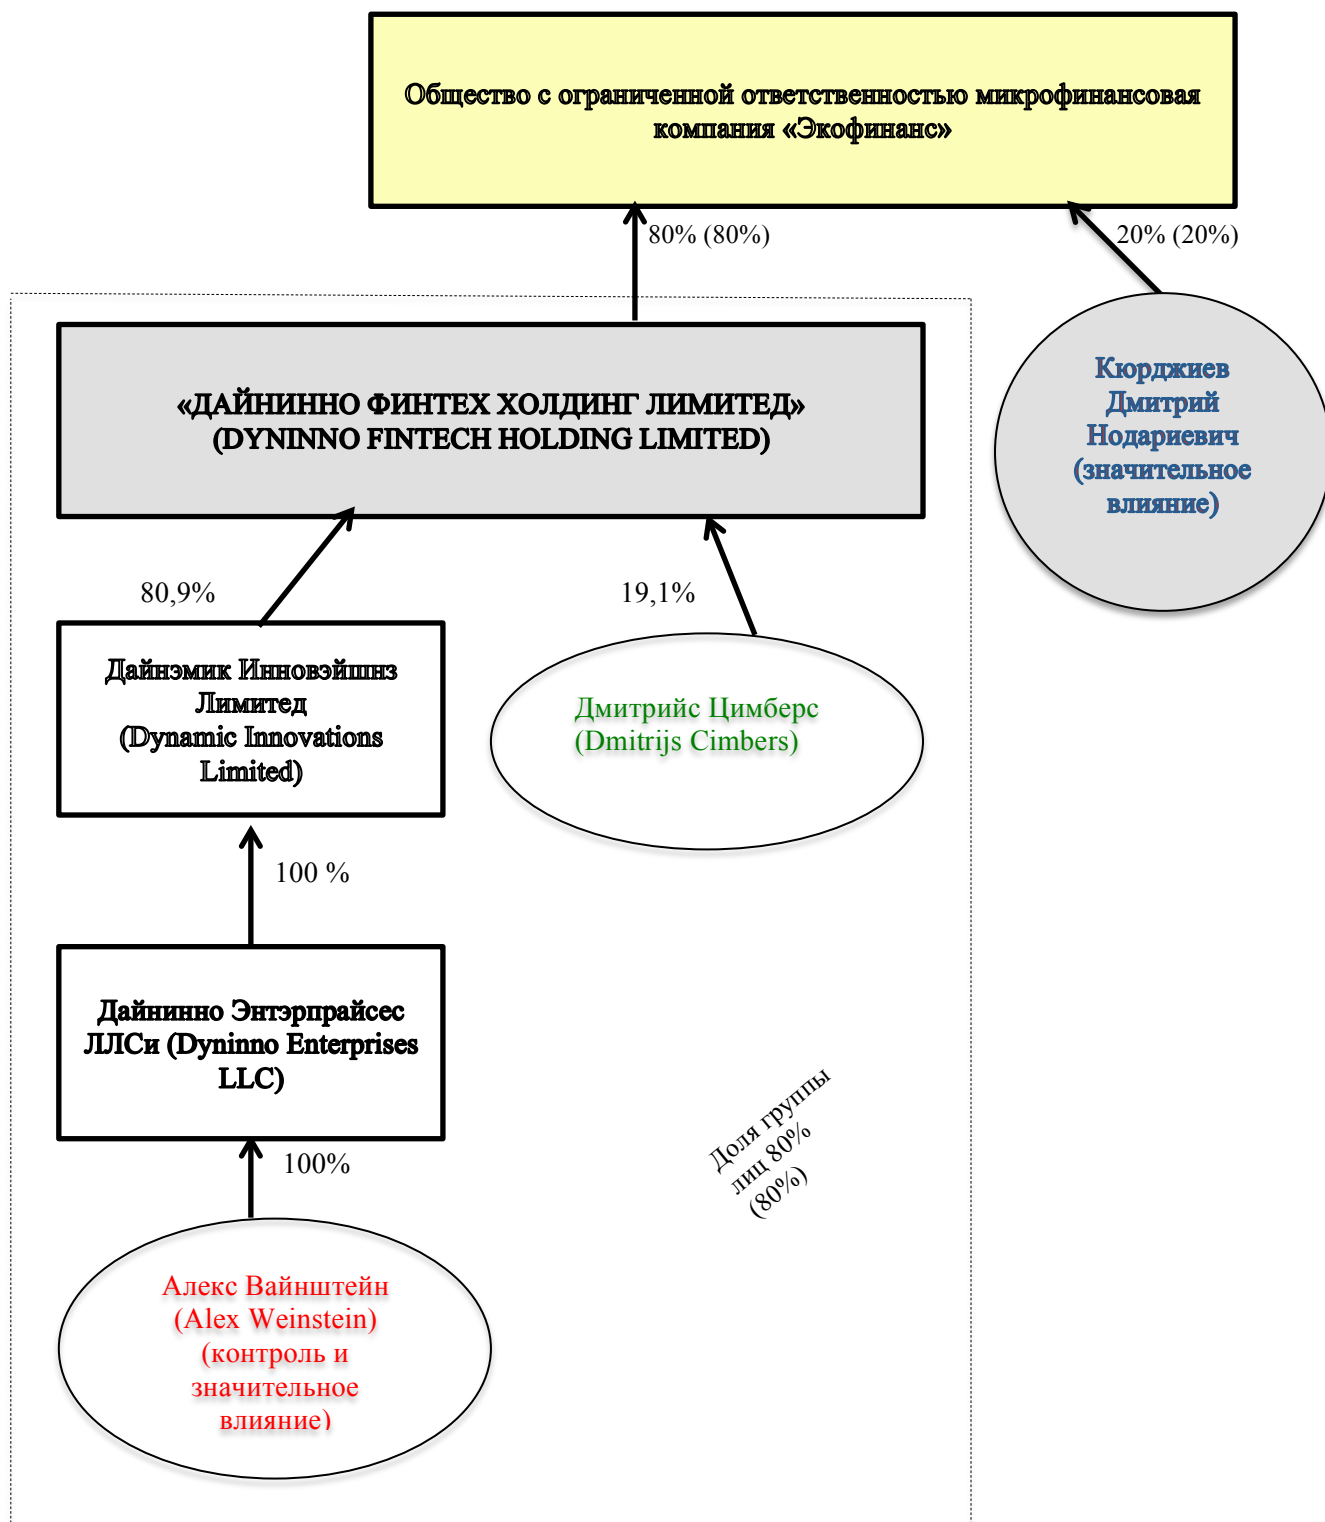 Общество с ограниченной ответственностью микрофинансовая
компания «Экофинанс»
80% (80%)
20% (20%)
«ДАЙНИННО ФИНТЕХ ХОЛДИНГ ЛИМИТЕД»
(DYNINNO FINTECH HOLDING LIMITED)
Кюрджиев
Дмитрий
Нодариевич
(значительное
влияние)
80,9%
19,1%
Дайнэмик Инновэйшнз
Лимитед
(Dynamic Innovations
Limited)
Дмитрийс Цимберс
(Dmitrijs Cimbers)
100 %
Дайнинно Энтэрпрайсес
ЛЛСи (Dyninno Enterprises
LLC)
Доля группы
лиц 80%
(80%)
100%
Алекс Вайнштейн
(Alex Weinstein)
(контроль и
значительное
влияние)